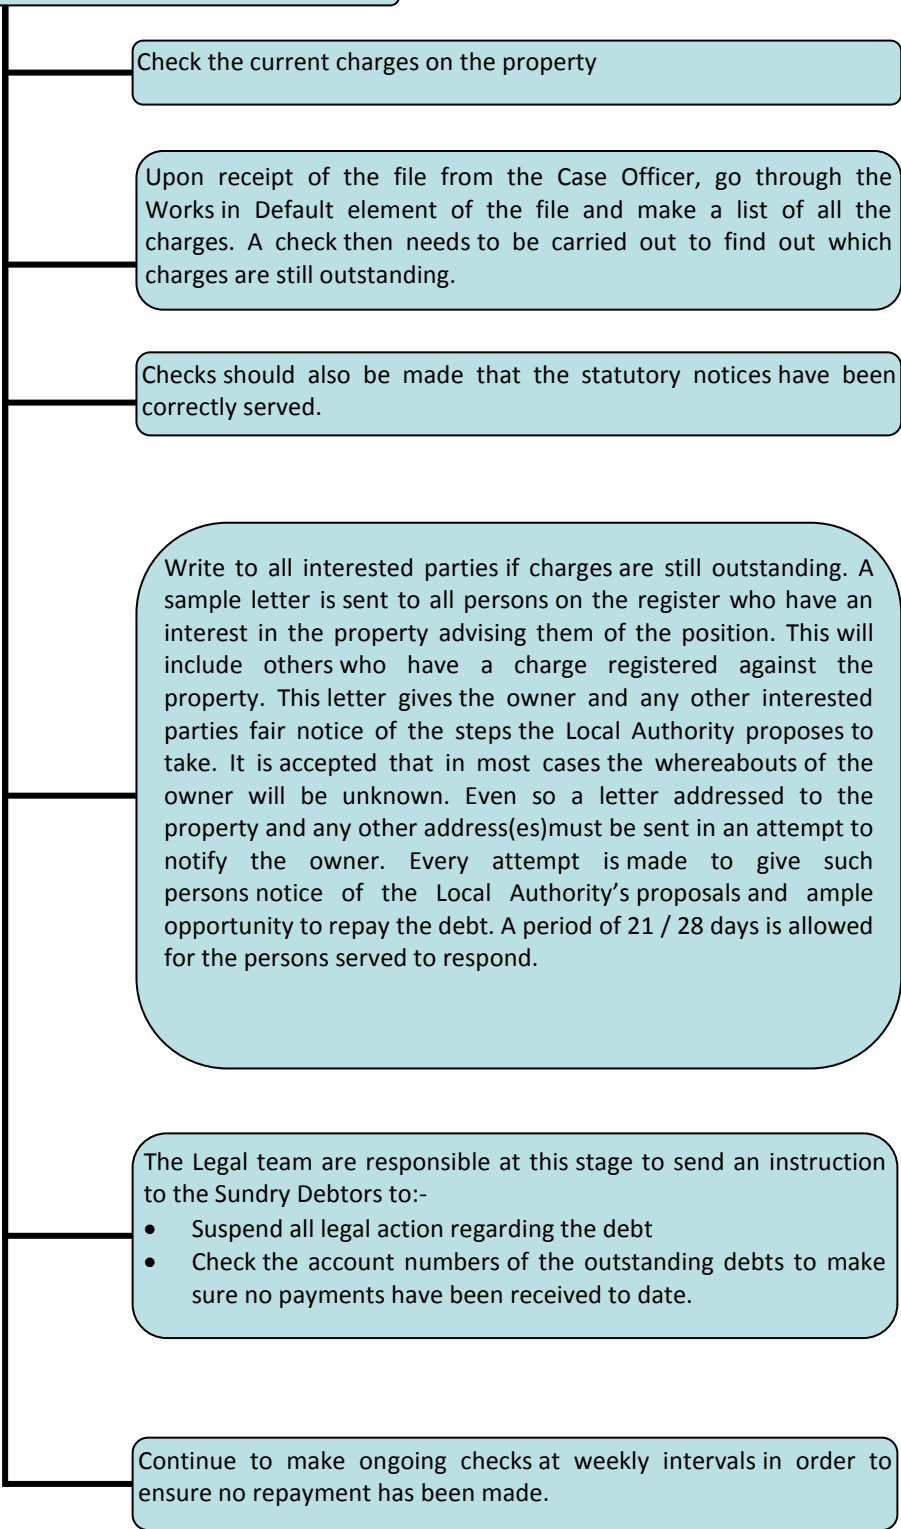 Check the current charges on the property
Upon receipt of the file from the Case Officer, go through the
Works in Default element of the file and make a list of all the
charges. A check then needs to be carried out to find out which
charges are still outstanding.
Checks should also be made that the statutory notices have been
correctly served.
Write to all interested parties if charges are still outstanding. A
sample letter is sent to all persons on the register who have an
interest in the property advising them of the position. This will
include others who have a charge registered against the
property. This letter gives the owner and any other interested
parties fair notice of the steps the Local Authority proposes to
take. It is accepted that in most cases the whereabouts of the
owner will be unknown. Even so a letter addressed to the
property and any other address(es)must be sent in an attempt to
notify the owner. Every attempt is made to give such
persons notice of the Local Authority’s proposals and ample
opportunity to repay the debt. A period of 21 / 28 days is allowed
for the persons served to respond.
The Legal team are responsible at this stage to send an instruction
to the Sundry Debtors to:-
• Suspend all legal action regarding the debt
• Check the account numbers of the outstanding debts to make
sure no payments have been received to date.
Continue to make ongoing checks at weekly intervals in order to
ensure no repayment has been made.